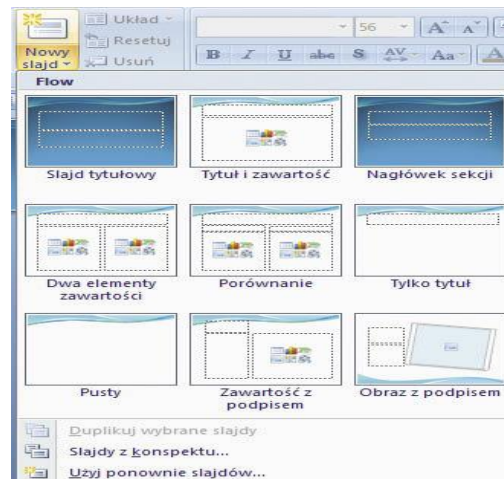 Nowy
slajd
Układ
Resetuj
Usuń
56
A A
B I U abe S AV Aa A
Flow
Slajd tytułowy
Tytuł i zawartość
Nagłówek sekcji
Dwa elementy
zawartości
Porównanie
Tylko tytuł
Pusty
Zawartość z
podpisem
Obraz z podpisem
Duplikuj wybrane slajdy
Slajdy z konspektu...
Użyj ponownie slajdów...